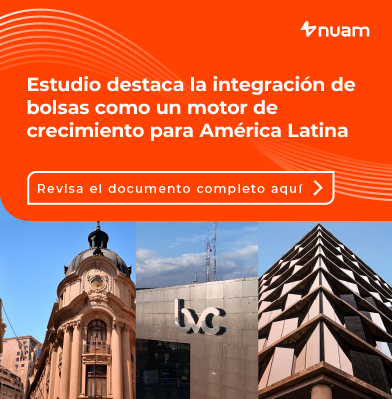 nuam
Estudio destaca la integración de
bolsas como un motor de
crecimiento para América Latina
Revisa el documento completo aquí
bvc